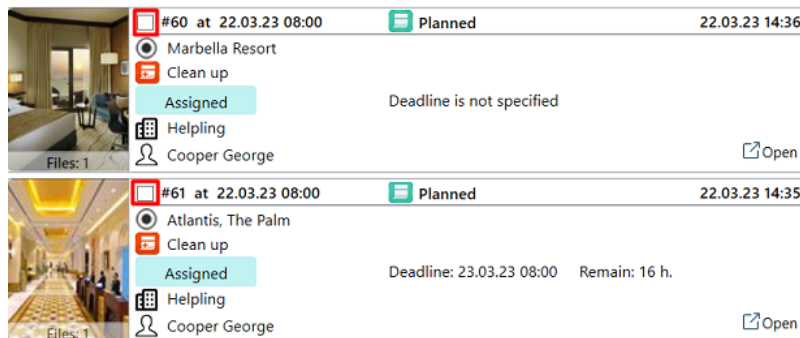 #60 at 22.03.23 08:00 Planned 22.03.23 14:36
Marbella Resort
Clean up
Assigned Deadline is not specified
Helpling
Files: 1 Cooper George Open
#61 at 22.03.23 08:00 Planned 22.03.23 14:35
Atlantis, The Palm
Clean up
Assigned Deadline: 23.03.23 08:00 Remain: 16 h.
Helpling
Files: 1 Cooper George Open